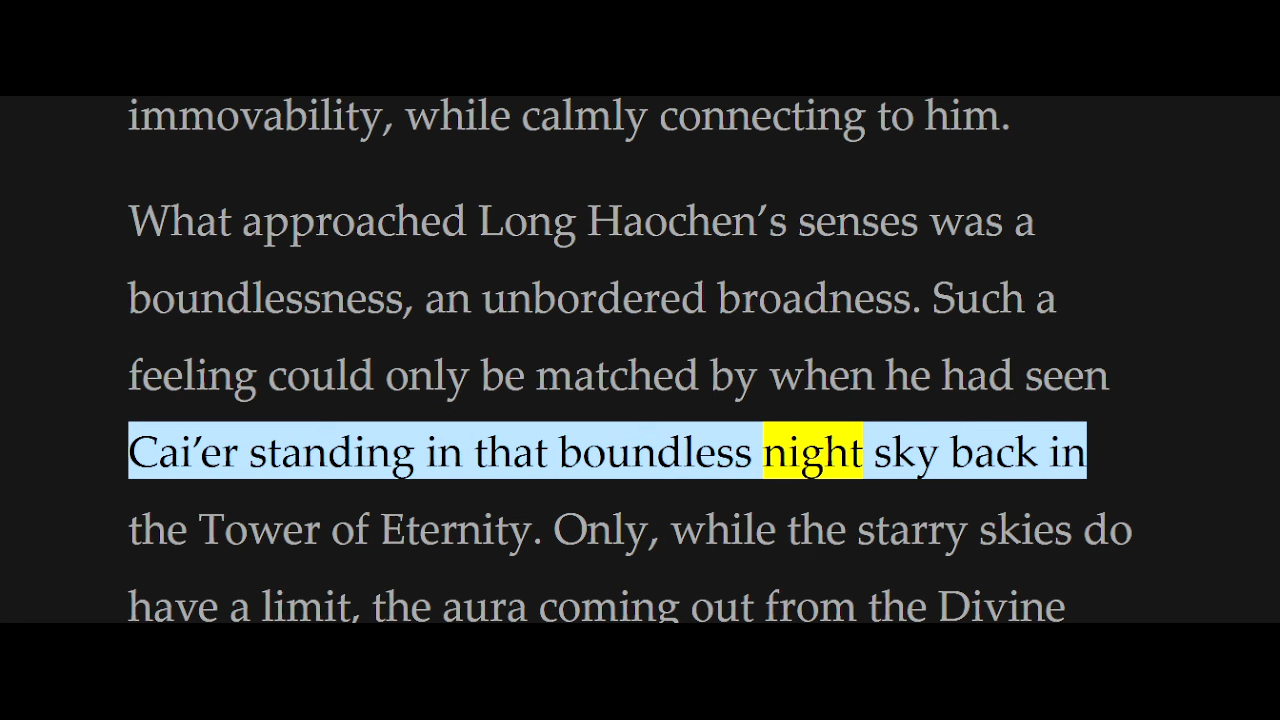 immovability, while calmly connecting to him.
What approached Long Haochen’s senses was a
boundlessness, an unbordered broadness. Such a
feeling could only be matched by when he had seen
Cai’er standing in that boundless night sky back in
the Tower of Eternity. Only, while the starry skies do
have a limit, the aura coming out from the Divine